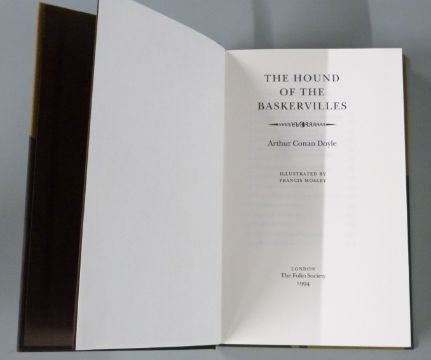 THE HOUND
OF THE
BASKERVILLES
Arthur Conan Doyle
ILLUSTRATED BY
FRANCIS MOSLEY
LONDON
The Folio Society
1994